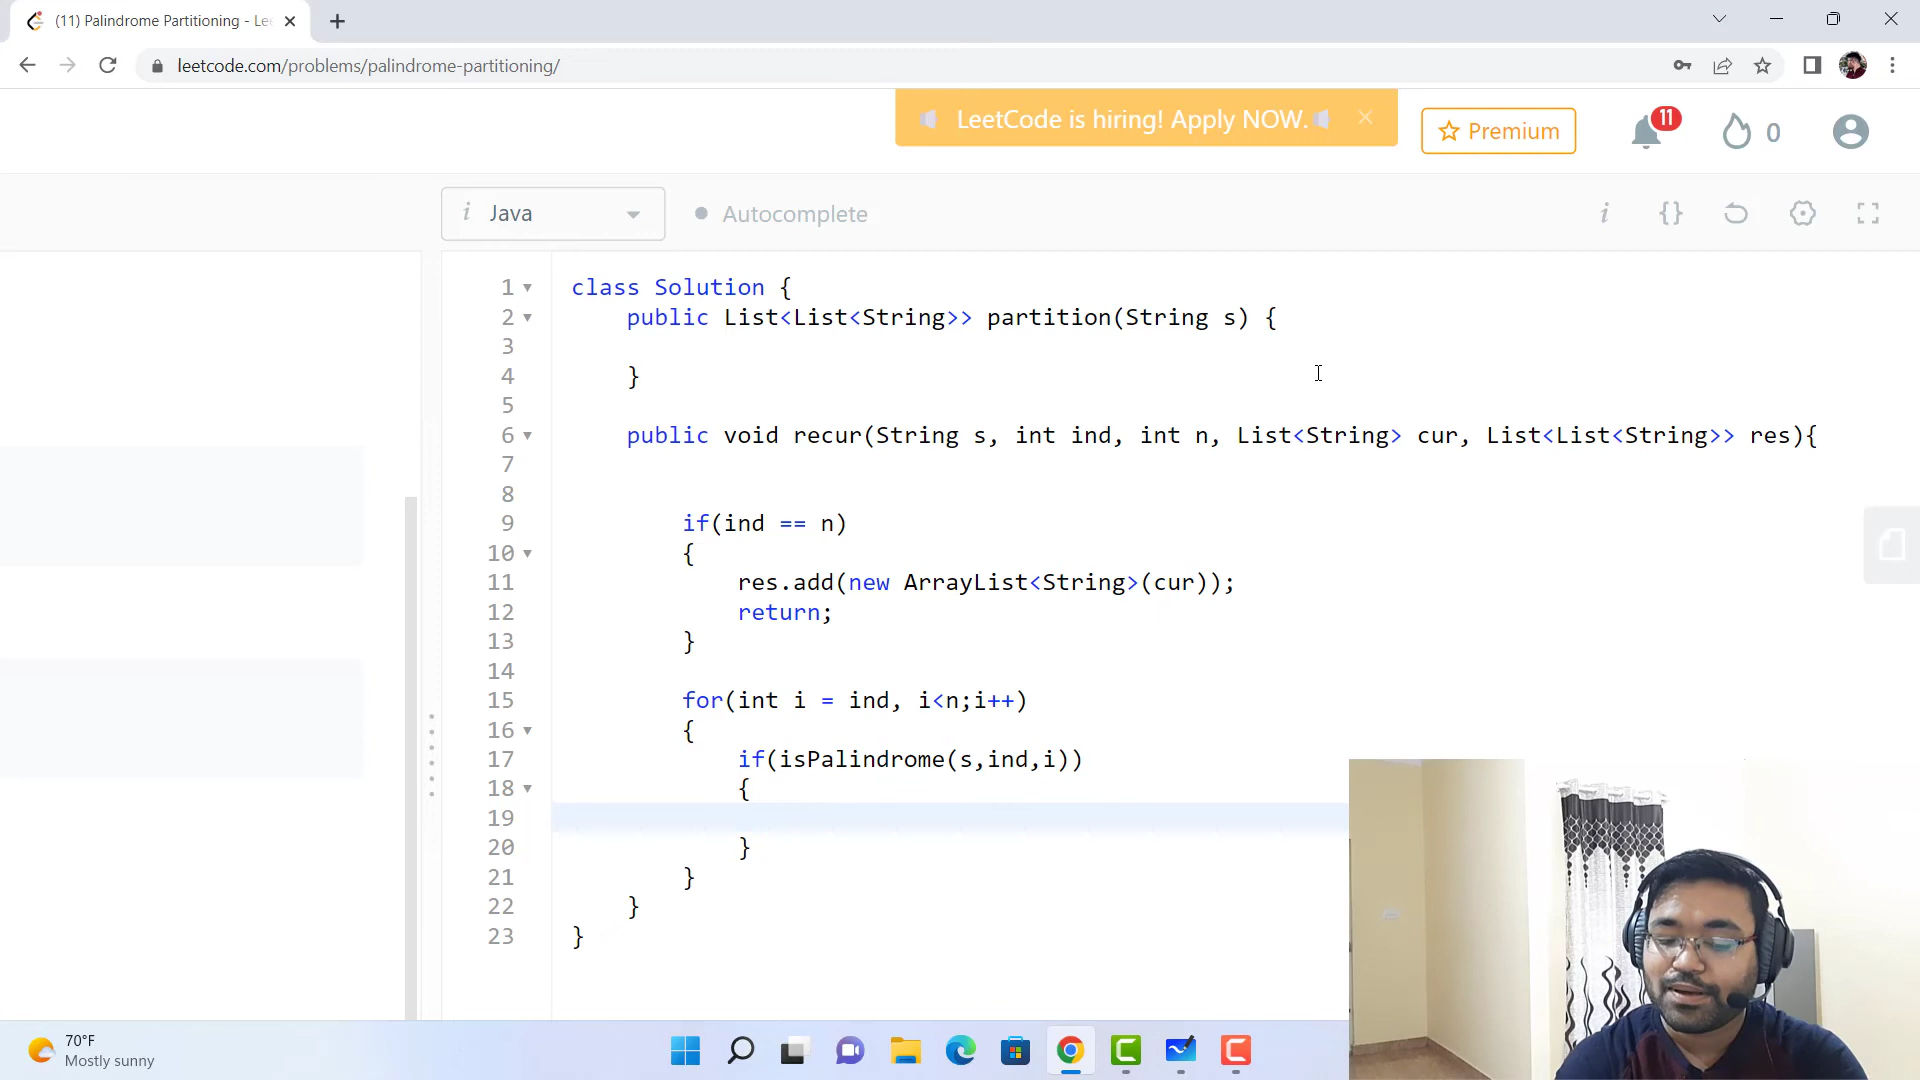 (11) Palindrome Partitioning - Lee
leetcode.com/problems/palindrome-partitioning/
LeetCode is hiring! Apply NOW.
Premium
11
0
i Java
Autocomplete
i {}
1 class Solution {
2 public List<List<String>> partition(String s) {
3
4 }
5
6 public void recur(String s, int ind, int n, List<String> cur, List<List<String>> res){
7
8
9 if(ind == n)
10 {
11 res.add(new ArrayList<String>(cur));
12 return;
13 }
14
15 for(int i = ind, i<n;i++)
16 {
17 if(isPalindrome(s,ind,i))
18 {
19
20 }
21 }
22 }
23 }
70°F
Mostly sunny